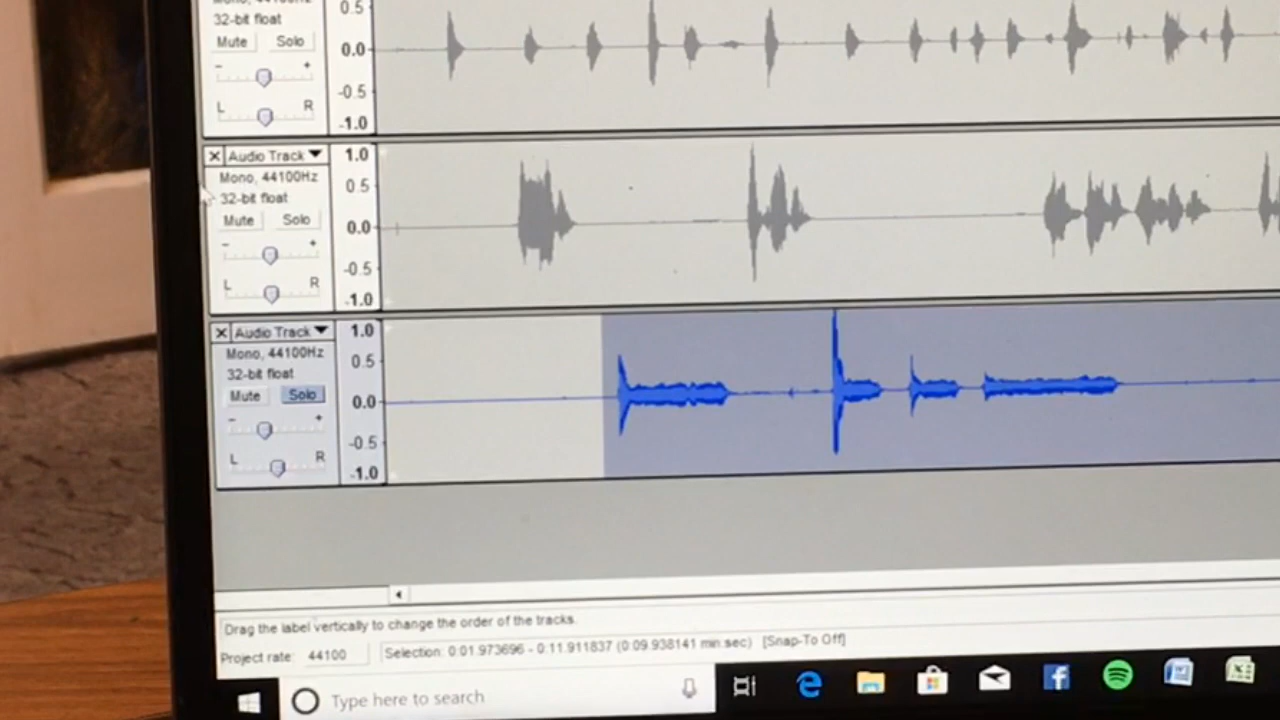 Mono, 44100Hz
32-bit float
Mute Solo
- +
L R
0.5
0.0
-0.5
-1.0
X Audio Track
Mono, 44100Hz
32-bit float
Mute Solo
- +
L R
1.0
0.5
0.0
-0.5
-1.0
X Audio Track
Mono, 44100Hz
32-bit float
Mute Solo
- +
L R
1.0
0.5
0.0
-0.5
-1.0
Drag the label vertically to change the order of the tracks.
Project rate: 44100 Selection: 0:01.973696 - 0:11.911837 (0:09.938141 min:sec) [Snap-To Off]
Type here to search